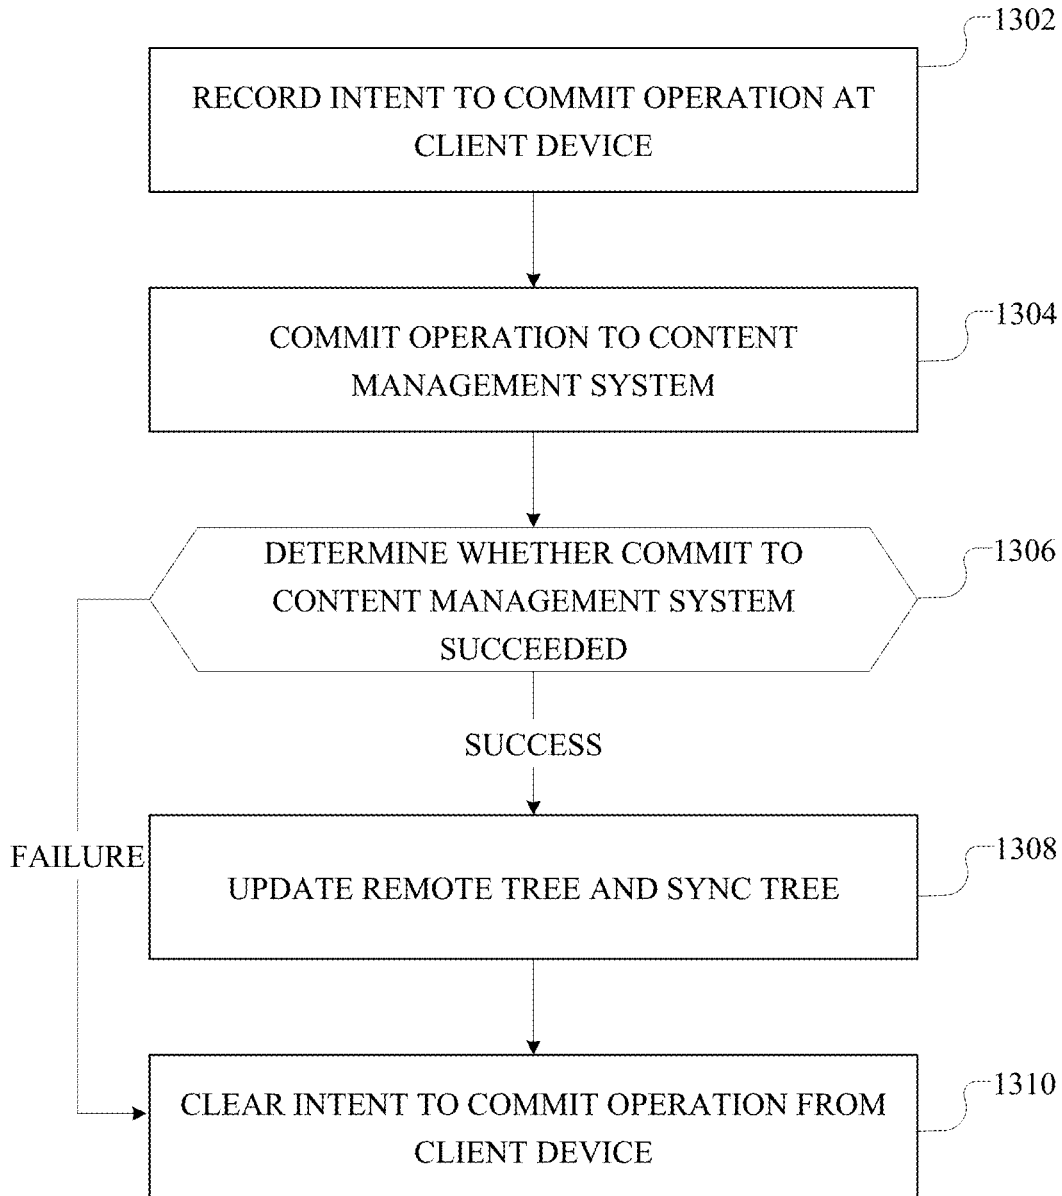 1302
RECORD INTENT TO COMMIT OPERATION AT
CLIENT DEVICE
1304
COMMIT OPERATION TO CONTENT
MANAGEMENT SYSTEM
1306
DETERMINE WHETHER COMMIT TO
CONTENT MANAGEMENT SYSTEM
SUCCEEDED
SUCCESS
FAILURE
1308
UPDATE REMOTE TREE AND SYNC TREE
1310
CLEAR INTENT TO COMMIT OPERATION FROM
CLIENT DEVICE